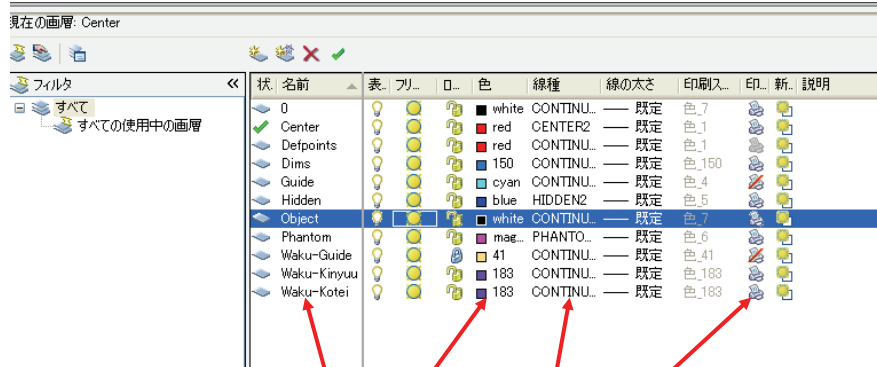 現在の画層: Center
フィルタ
すべて
すべての使用中の画層
状. 名前 表.. フリ... ロ... 色 線種 線の太さ 印刷ス... 印... 新.. 説明
0 white CONTINU... 既定 色_7
Center red CENTER2 既定 色_1
Defpoints red CONTINU... 既定 色_1
Dims 150 CONTINU... 既定 色_150
Guide cyan CONTINU... 既定 色_4
Hidden blue HIDDEN2 既定 色_5
Object white CONTINU... 既定 色_7
Phantom mag... PHANTO... 既定 色_6
Waku-Guide 41 CONTINU... 既定 色_41
Waku-Kinyuu 183 CONTINU... 既定 色_183
Waku-Kotei 183 CONTINU... 既定 色_183